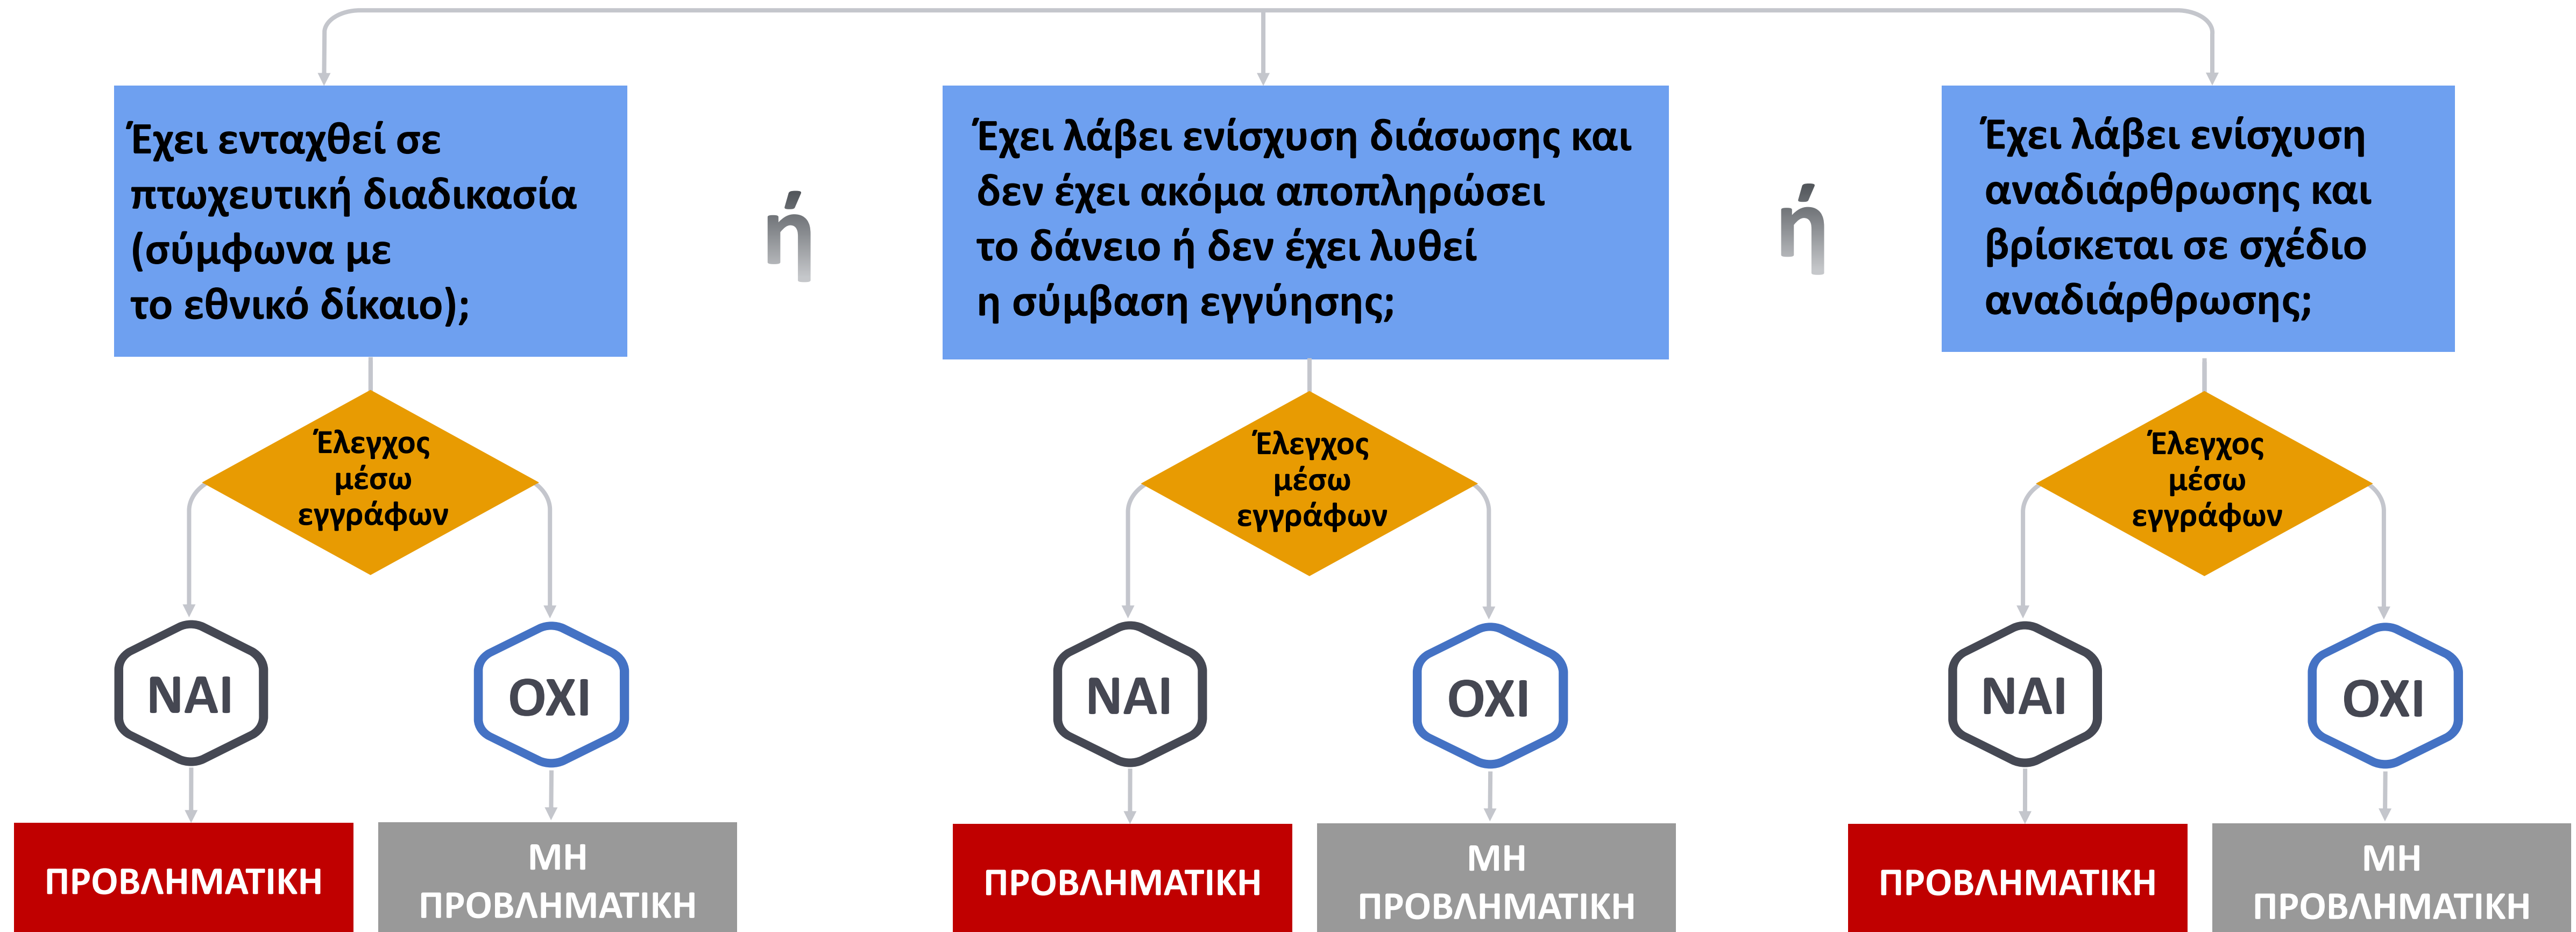 Έχει ενταχθεί σε
πτωχευτική διαδικασία
(σύμφωνα με
το εθνικό δίκαιο);
ή
Έχει λάβει ενίσχυση διάσωσης και
δεν έχει ακόμα αποπληρώσει
το δάνειο ή δεν έχει λυθεί
η σύμβαση εγγύησης;
ή
Έχει λάβει ενίσχυση
αναδιάρθρωσης και
βρίσκεται σε σχέδιο
αναδιάρθρωσης;
Έλεγχος
μέσω
εγγράφων
Έλεγχος
μέσω
εγγράφων
Έλεγχος
μέσω
εγγράφων
ΝΑΙ
ΟΧΙ
ΝΑΙ
ΟΧΙ
ΝΑΙ
ΟΧΙ
ΠΡΟΒΛΗΜΑΤΙΚΗ
ΜΗ
ΠΡΟΒΛΗΜΑΤΙΚΗ
ΠΡΟΒΛΗΜΑΤΙΚΗ
ΜΗ
ΠΡΟΒΛΗΜΑΤΙΚΗ
ΠΡΟΒΛΗΜΑΤΙΚΗ
ΜΗ
ΠΡΟΒΛΗΜΑΤΙΚΗ